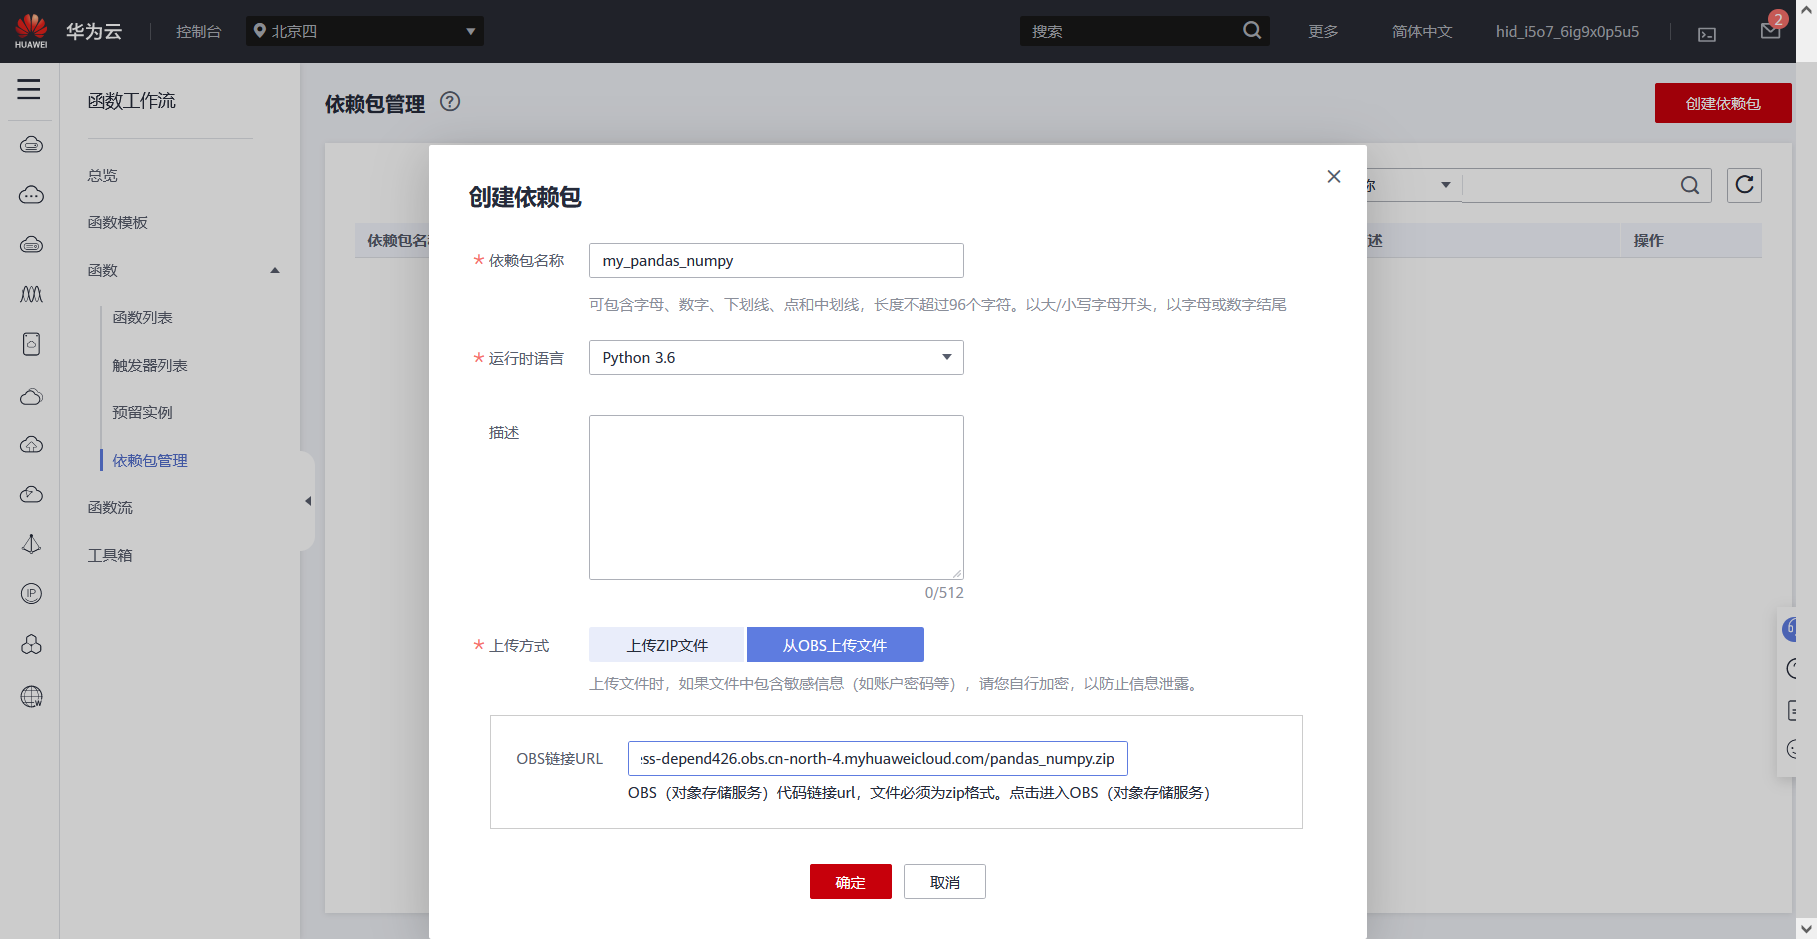 HUAWEI
华为云
控制台
北京四
搜索
更多
简体中文
hid_i5o7_6ig9x0p5u5
2
函数工作流
总览
函数模板
函数
函数列表
触发器列表
预留实例
依赖包管理
函数流
工具箱
IP
W
依赖包管理
创建依赖包
依赖包名
述
操作
创建依赖包
* 依赖包名称
my_pandas_numpy
可包含字母、数字、下划线、点和中划线，长度不超过96个字符。以大/小写字母开头，以字母或数字结尾
* 运行时语言
Python 3.6
描述
0/512
* 上传方式
上传ZIP文件
从OBS上传文件
上传文件时，如果文件中包含敏感信息（如账户密码等），请您自行加密，以防止信息泄露。
OBS链接URL
ess-depend426.obs.cn-north-4.myhuaweicloud.com/pandas_numpy.zip
OBS（对象存储服务）代码链接url，文件必须为zip格式。点击进入OBS（对象存储服务）
确定
取消